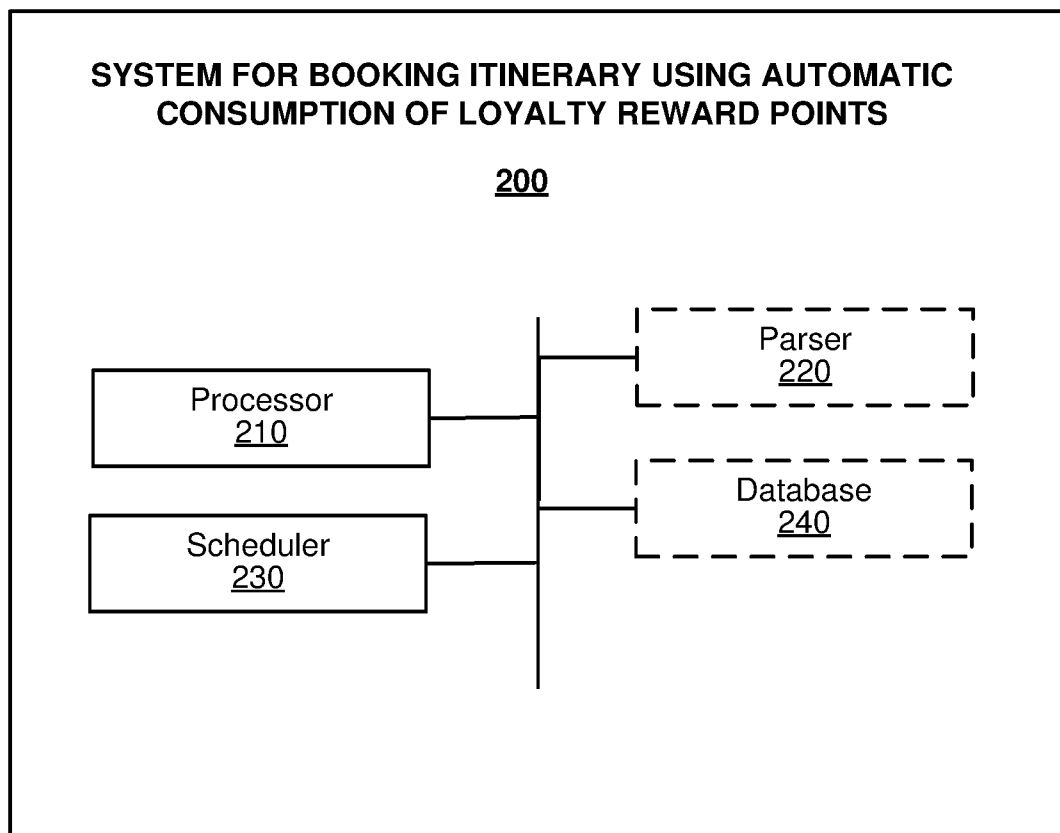 SYSTEM FOR BOOKING ITINERARY USING AUTOMATIC
CONSUMPTION OF LOYALTY REWARD POINTS
200
Processor
210
Scheduler
230
Parser
220
Database
240